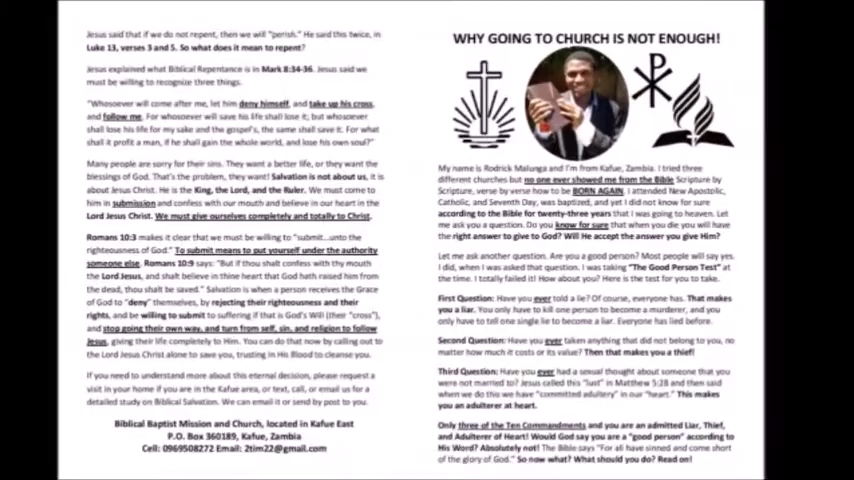 Jesus said that if we do not repent, then we will "perish." He said this twice, in
Luke 13, verses 3 and 5. So what does it mean to repent?
Jesus explained what Biblical Repentance is in Mark 8:34-36. Jesus said we
must be willing to recognize three things.
"Whosoever will come after me, let him deny himself, and take up his cross,
and follow me. For whosoever will save his life shall lose it; but whosoever
shall lose his life for my sake and the gospel's, the same shall save it. For what
shall it profit a man, if he shall gain the whole world, and lose his own soul?"
Many people are sorry for their sins. They want a better life, or they want the
blessings of God. That's the problem, they want! Salvation is not about us, it is
about Jesus Christ. He is the King, the Lord, and the Ruler. We must come to
him in submission and confess with our mouth and believe in our heart in the
Lord Jesus Christ. We must give ourselves completely and totally to Christ.
Romans 10:3 makes it clear that we must be willing to "submit...unto the
righteousness of God." To submit means to put yourself under the authority
someone else. Romans 10:9 says: "But if thou shalt confess with thy mouth
the Lord Jesus, and shalt believe in thine heart that God hath raised him from
the dead, thou shalt be saved." Salvation is when a person receives the Grace
of God to "deny" themselves, by rejecting their righteousness and their
rights, and be willing to submit to suffering if that is God's Will (their "cross"),
and stop going their own way, and turn from self, sin, and religion to follow
Jesus, giving their life completely to Him. You can do that now by calling out to
the Lord Jesus Christ alone to save you, trusting in His Blood to cleanse you.
If you need to understand more about this eternal decision, please request a
visit in your home if you are in the Kafue area, or text, call, or email us for a
detailed study on Biblical Salvation. We can email it or send by post to you.
Biblical Baptist Mission and Church, located in Kafue East
P.O. Box 360189, Kafue, Zambia
Cell: 0969508272 Email: 2tim22@gmail.com
WHY GOING TO CHURCH IS NOT ENOUGH!
My name is Rodrick Malunga and I'm from Kafue, Zambia. I tried three
different churches but no one ever showed me from the Bible Scripture by
Scripture, verse by verse how to be BORN AGAIN. I attended New Apostolic,
Catholic, and Seventh Day, was baptized, and yet I did not know for sure
according to the Bible for twenty-three years that I was going to heaven. Let
me ask you a question. Do you know for sure that when you die you will have
the right answer to give to God? Will He accept the answer you give Him?
Let me ask another question. Are you a good person? Most people will say yes.
I did, when I was asked that question. I was taking "The Good Person Test" at
the time. I totally failed it! How about you? Here is the test for you to take.
First Question: Have you ever told a lie? Of course, everyone has. That makes
you a liar. You only have to kill one person to become a murderer, and you
only have to tell one single lie to become a liar. Everyone has lied before.
Second Question: Have you ever taken anything that did not belong to you, no
matter how much it costs or its value? Then that makes you a thief!
Third Question: Have you ever had a sexual thought about someone that you
were not married to? Jesus called this "lust" in Matthew 5:28 and then said
when we do this we have "committed adultery" in our "heart." This makes
you an adulterer at heart.
Only three of the Ten Commandments and you are an admitted Liar, Thief,
and Adulterer of Heart! Would God say you are a "good person" according to
His Word? Absolutely not! The Bible says "For all have sinned and come short
of the glory of God." So now what? What should you do? Read on!